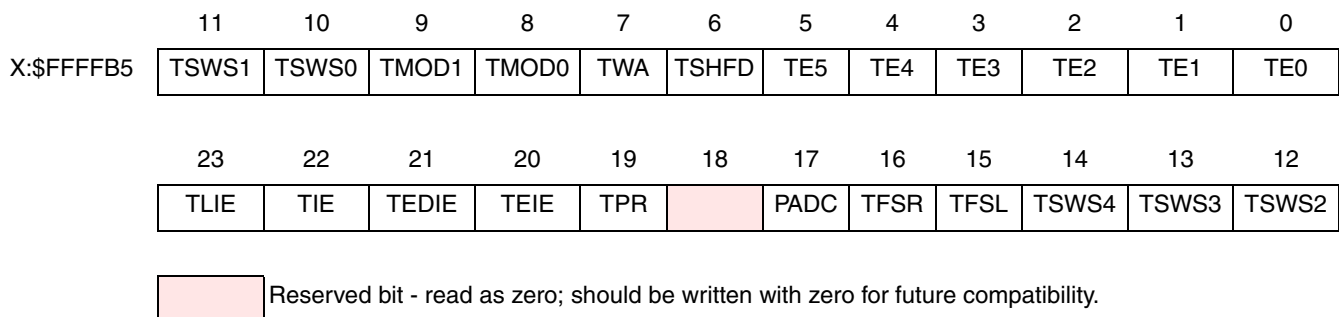 11 10 9 8 7 6 5 4 3 2 1 0
X:$FFFFB5 TSWS1 TSWS0 TMOD1 TMOD0 TWA TSHFD TE5 TE4 TE3 TE2 TE1 TE0
23 22 21 20 19 18 17 16 15 14 13 12
TLIE TIE TEDIE TEIE TPR PADC TFSR TFSL TSWS4 TSWS3 TSWS2
Reserved bit - read as zero; should be written with zero for future compatibility.